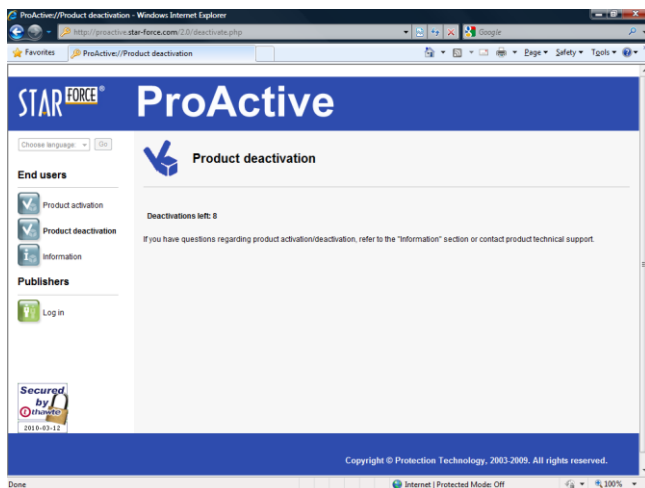 ProActive://Product deactivation - Windows Internet Explorer
http://proactive.star-force.com/2.0/deactivate.php
Google
Favorites
ProActive://Product deactivation
Page
Safety
Tools
STAR FORCE®
ProActive
Choose language
Go
Product deactivation
End users
Product activation
Product deactivation
Information
Deactivations left: 8
If you have questions regarding product activation/deactivation, refer to the "Information" section or contact product technical support.
Publishers
Log in
Secured
by
thawte
2010-03-12
Copyright © Protection Technology, 2003-2009. All rights reserved.
Done
Internet | Protected Mode: Off
100%